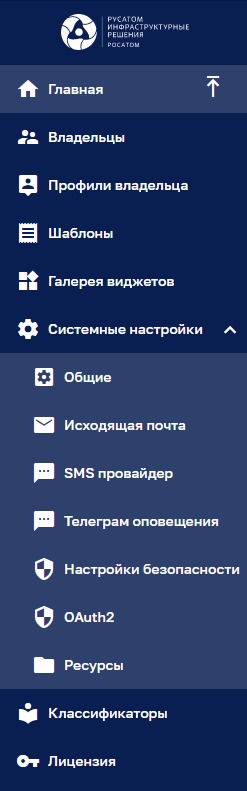 РУСАТОМ
ИНФРАСТРУКТУРНЫЕ
РЕШЕНИЯ
РОСАТОМ
Главная
Владельцы
Профили владельца
Шаблоны
Галерея виджетов
Системные настройки
Общие
Исходящая почта
SMS провайдер
Телеграм оповещения
Настройки безопасности
OAuth2
Ресурсы
Классификаторы
Лицензия